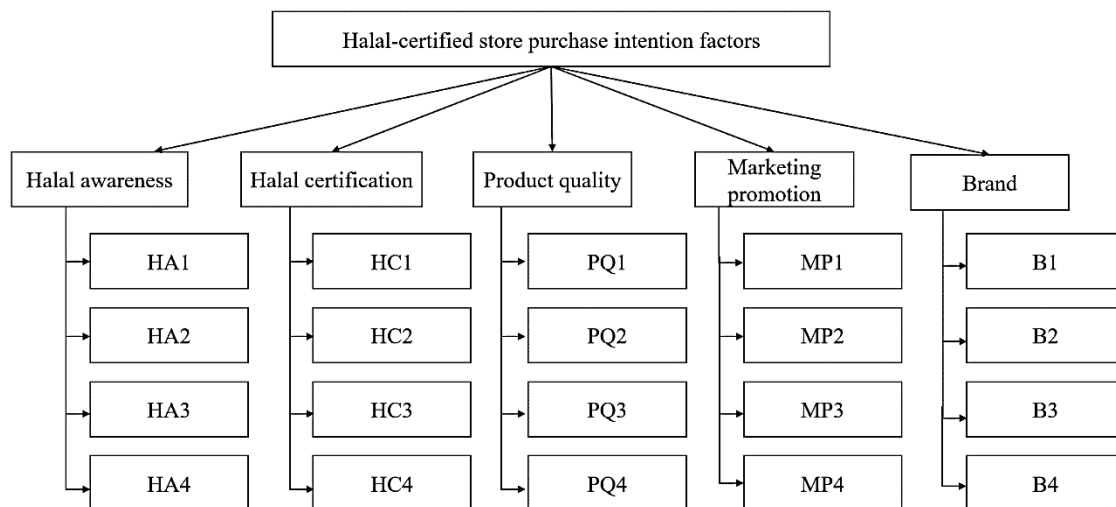 Halal-certified store purchase intention factors
Halal awareness
Halal certification
Product quality
Marketing
promotion
Brand
HA1
HC1
PQ1
MP1
B1
HA2
HC2
PQ2
MP2
B2
HA3
HC3
PQ3
MP3
B3
HA4
HC4
PQ4
MP4
B4